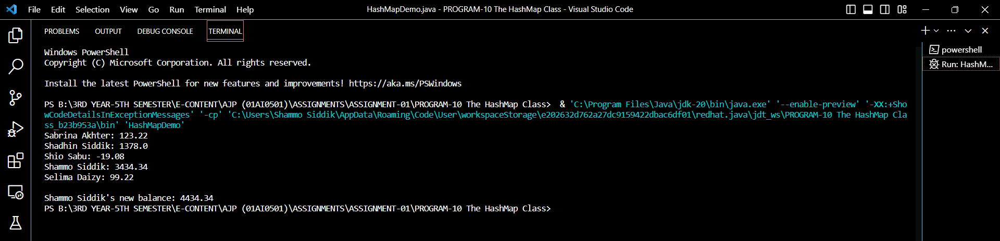 File Edit Selection View Go Run Terminal Help
HashMapDemo.java - PROGRAM-10 The HashMap Class - Visual Studio Code
PROBLEMS OUTPUT DEBUG CONSOLE TERMINAL
powershell
Run: HashM...
Windows PowerShell
Copyright (C) Microsoft Corporation. All rights reserved.
Install the latest PowerShell for new features and improvements! https://aka.ms/PSWindows
PS B:\3RD YEAR-5TH SEMESTER\E-CONTENT\AJP (01AI0501)\ASSIGNMENTS\ASSIGNMENT-01\PROGRAM-10 The HashMap Class> & 'C:\Program Files\Java\jdk-20\bin\java.exe' '--enable-preview' '-XX:+Sho
wCodeDetailsInExceptionMessages' '-cp' 'C:\Users\Shammo Siddik\AppData\Roaming\Code\User\workspaceStorage\e202632d762a27dc9159422dbac6df01\redhat.java\jdt_ws\PROGRAM-10 The HashMap Cla
ss_b23b953a\bin' 'HashMapDemo'
Sabrina Akhter: 123.22
Shadhin Siddik: 1378.0
Shio Sabu: -19.08
Shammo Siddik: 3434.34
Selima Daizy: 99.22
Shammo Siddik's new balance: 4434.34
PS B:\3RD YEAR-5TH SEMESTER\E-CONTENT\AJP (01AI0501)\ASSIGNMENTS\ASSIGNMENT-01\PROGRAM-10 The HashMap Class>